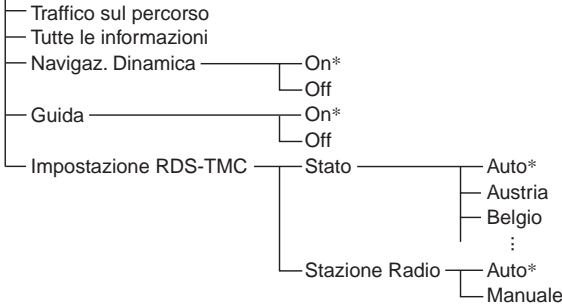 Traffico sul percorso
Tutte le informazioni
Navigaz. Dinamica On*
Off
Guida On*
Off
Impostazione RDS-TMC Stato Auto*
Austria
Belgio
⋮
Stazione Radio Auto*
Manuale